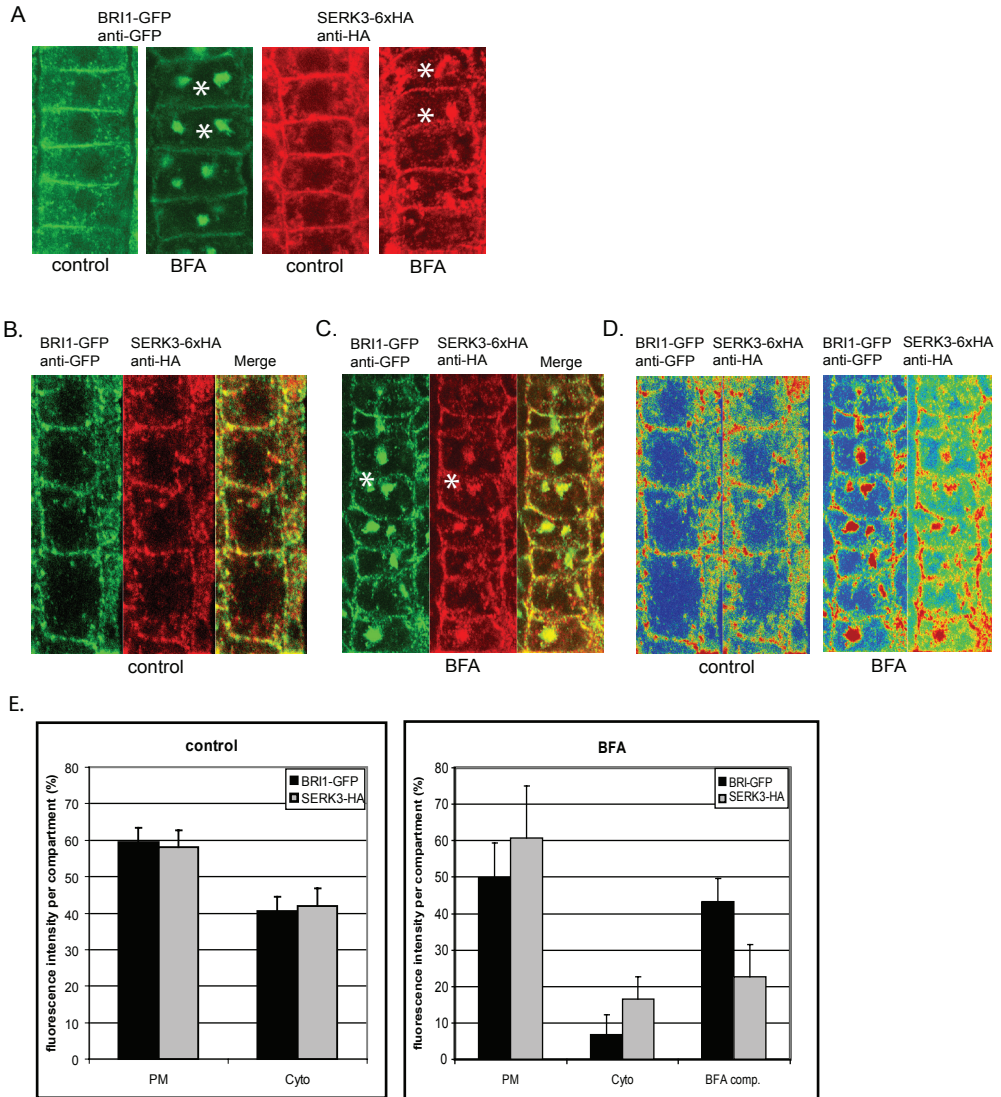 A
BRI1-GFP
anti-GFP
SERK3-6xHA
anti-HA
*
*
*
*
control
BFA
control
BFA
B.
BRI1-GFP
anti-GFP
SERK3-6xHA
anti-HA
Merge
control
C.
BRI1-GFP
anti-GFP
SERK3-6xHA
anti-HA
Merge
*
*
BFA
D.
BRI1-GFP
anti-GFP
SERK3-6xHA
anti-HA
BRI1-GFP
anti-GFP
SERK3-6xHA
anti-HA
control
BFA
E.
control
fluorescence intensity per compartment (%)
80
70
60
50
40
30
20
10
0
BRI1-GFP
SERK3-HA
PM
Cyto
BFA
fluorescence intensity per compartment (%)
80
70
60
50
40
30
20
10
0
BRI-GFP
SERK3-HA
PM
Cyto
BFA comp.